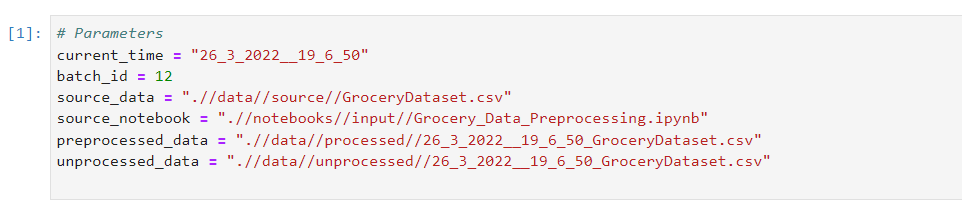 [1]: # Parameters
current_time = "26_3_2022__19_6_50"
batch_id = 12
source_data = ".//data//source//GroceryDataset.csv"
source_notebook = ".//notebooks//input//Grocery_Data_Preprocessing.ipynb"
preprocessed_data = ".//data//processed//26_3_2022__19_6_50_GroceryDataset.csv"
unprocessed_data = ".//data//unprocessed//26_3_2022__19_6_50_GroceryDataset.csv"